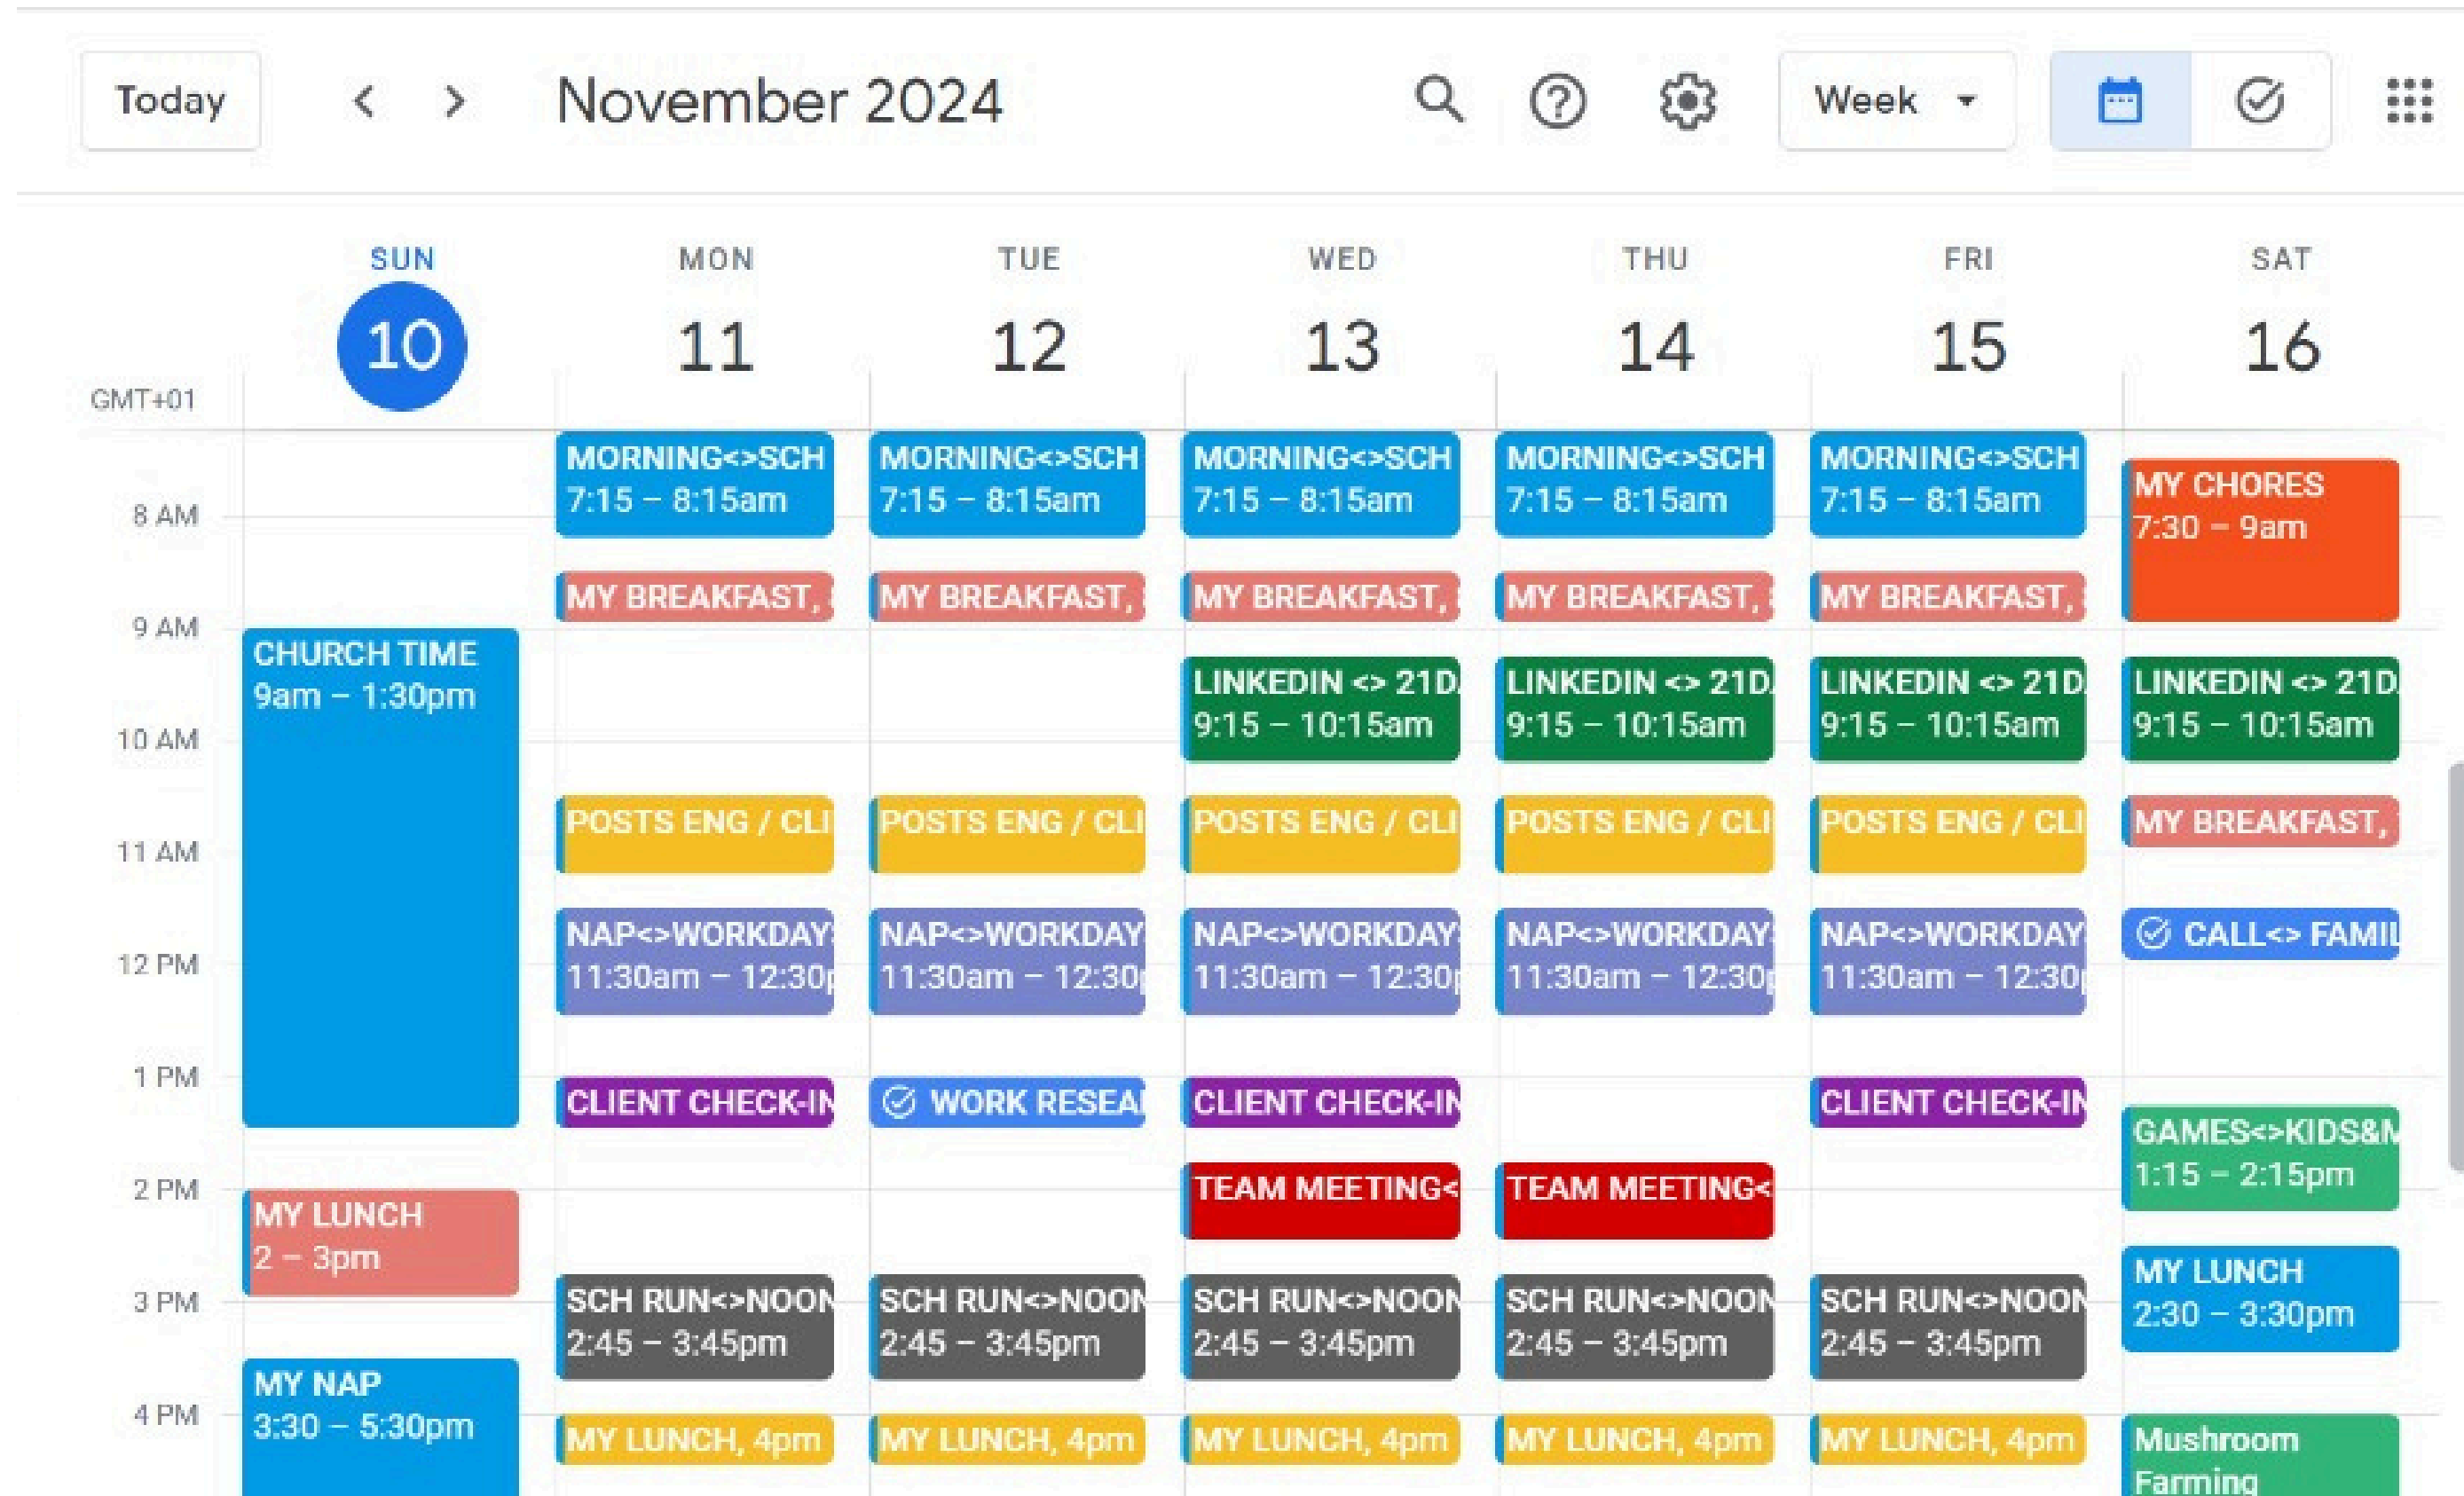 Today
November 2024
Week
SUN
MON
TUE
WED
THU
FRI
SAT
10
11
12
13
14
15
16
GMT+01
8 AM
9 AM
10 AM
11 AM
12 PM
1 PM
2 PM
3 PM
4 PM
CHURCH TIME
9am – 1:30pm
MY LUNCH
2 – 3pm
MY NAP
3:30 – 5:30pm
MORNING<>SCH
7:15 – 8:15am
MY BREAKFAST,
POSTS ENG / CLI
NAP<>WORKDAY
11:30am – 12:30p
CLIENT CHECK-IN
SCH RUN<>NOON
2:45 – 3:45pm
MY LUNCH, 4pm
MORNING<>SCH
7:15 – 8:15am
MY BREAKFAST,
POSTS ENG / CLI
NAP<>WORKDAY
11:30am – 12:30p
WORK RESEA
SCH RUN<>NOON
2:45 – 3:45pm
MY LUNCH, 4pm
MORNING<>SCH
7:15 – 8:15am
MY BREAKFAST,
LINKEDIN <> 21D
9:15 – 10:15am
POSTS ENG / CLI
NAP<>WORKDAY
11:30am – 12:30p
CLIENT CHECK-IN
TEAM MEETING<
SCH RUN<>NOON
2:45 – 3:45pm
MY LUNCH, 4pm
MORNING<>SCH
7:15 – 8:15am
MY BREAKFAST,
LINKEDIN <> 21D
9:15 – 10:15am
POSTS ENG / CLI
NAP<>WORKDAY
11:30am – 12:30p
TEAM MEETING<
SCH RUN<>NOON
2:45 – 3:45pm
MY LUNCH, 4pm
MORNING<>SCH
7:15 – 8:15am
MY BREAKFAST,
LINKEDIN <> 21D
9:15 – 10:15am
POSTS ENG / CLI
NAP<>WORKDAY
11:30am – 12:30p
CLIENT CHECK-IN
SCH RUN<>NOON
2:45 – 3:45pm
MY LUNCH, 4pm
MY CHORES
7:30 – 9am
LINKEDIN <> 21D
9:15 – 10:15am
MY BREAKFAST,
CALL<> FAMIL
GAMES<>KIDS&M
1:15 – 2:15pm
MY LUNCH
2:30 – 3:30pm
Mushroom
Farming